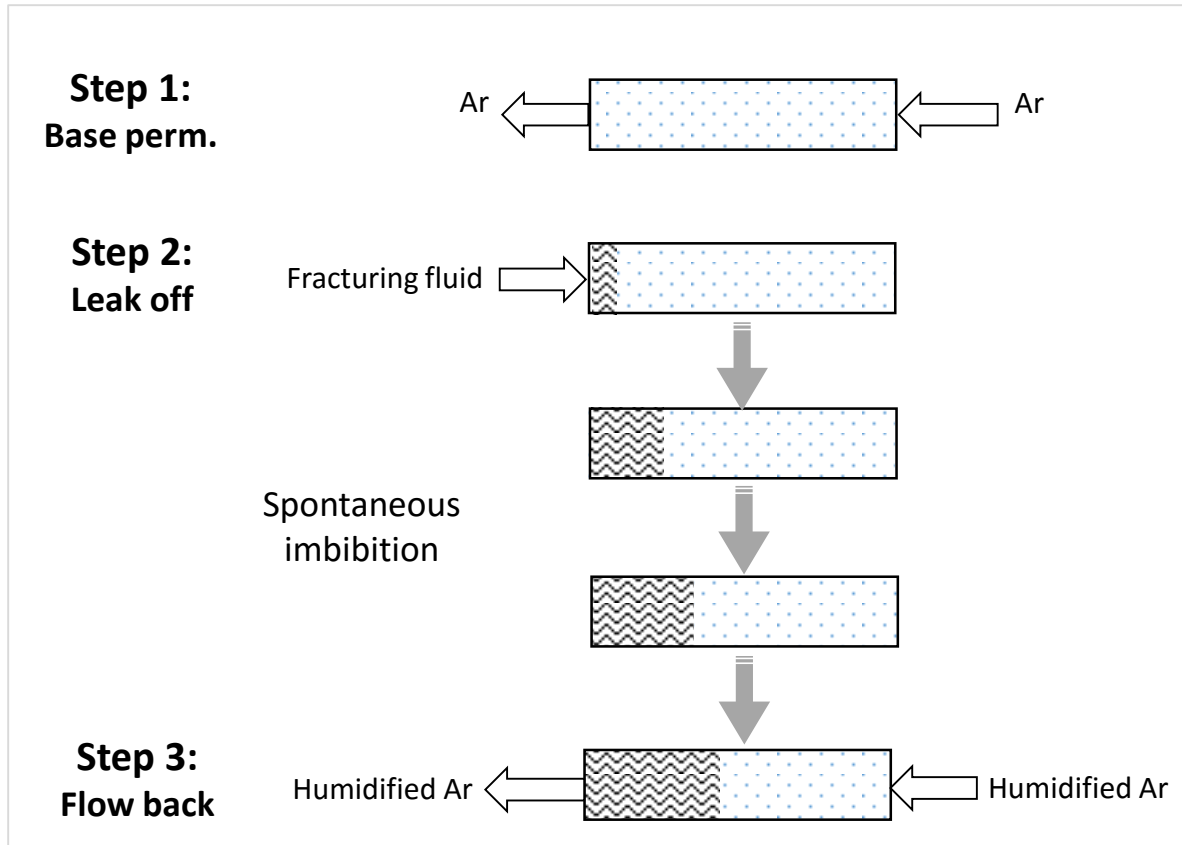 Step 1:
Base perm.
Ar
Ar
Step 2:
Leak off
Fracturing fluid
Spontaneous
imbibition
Step 3:
Flow back
Humidified Ar
Humidified Ar